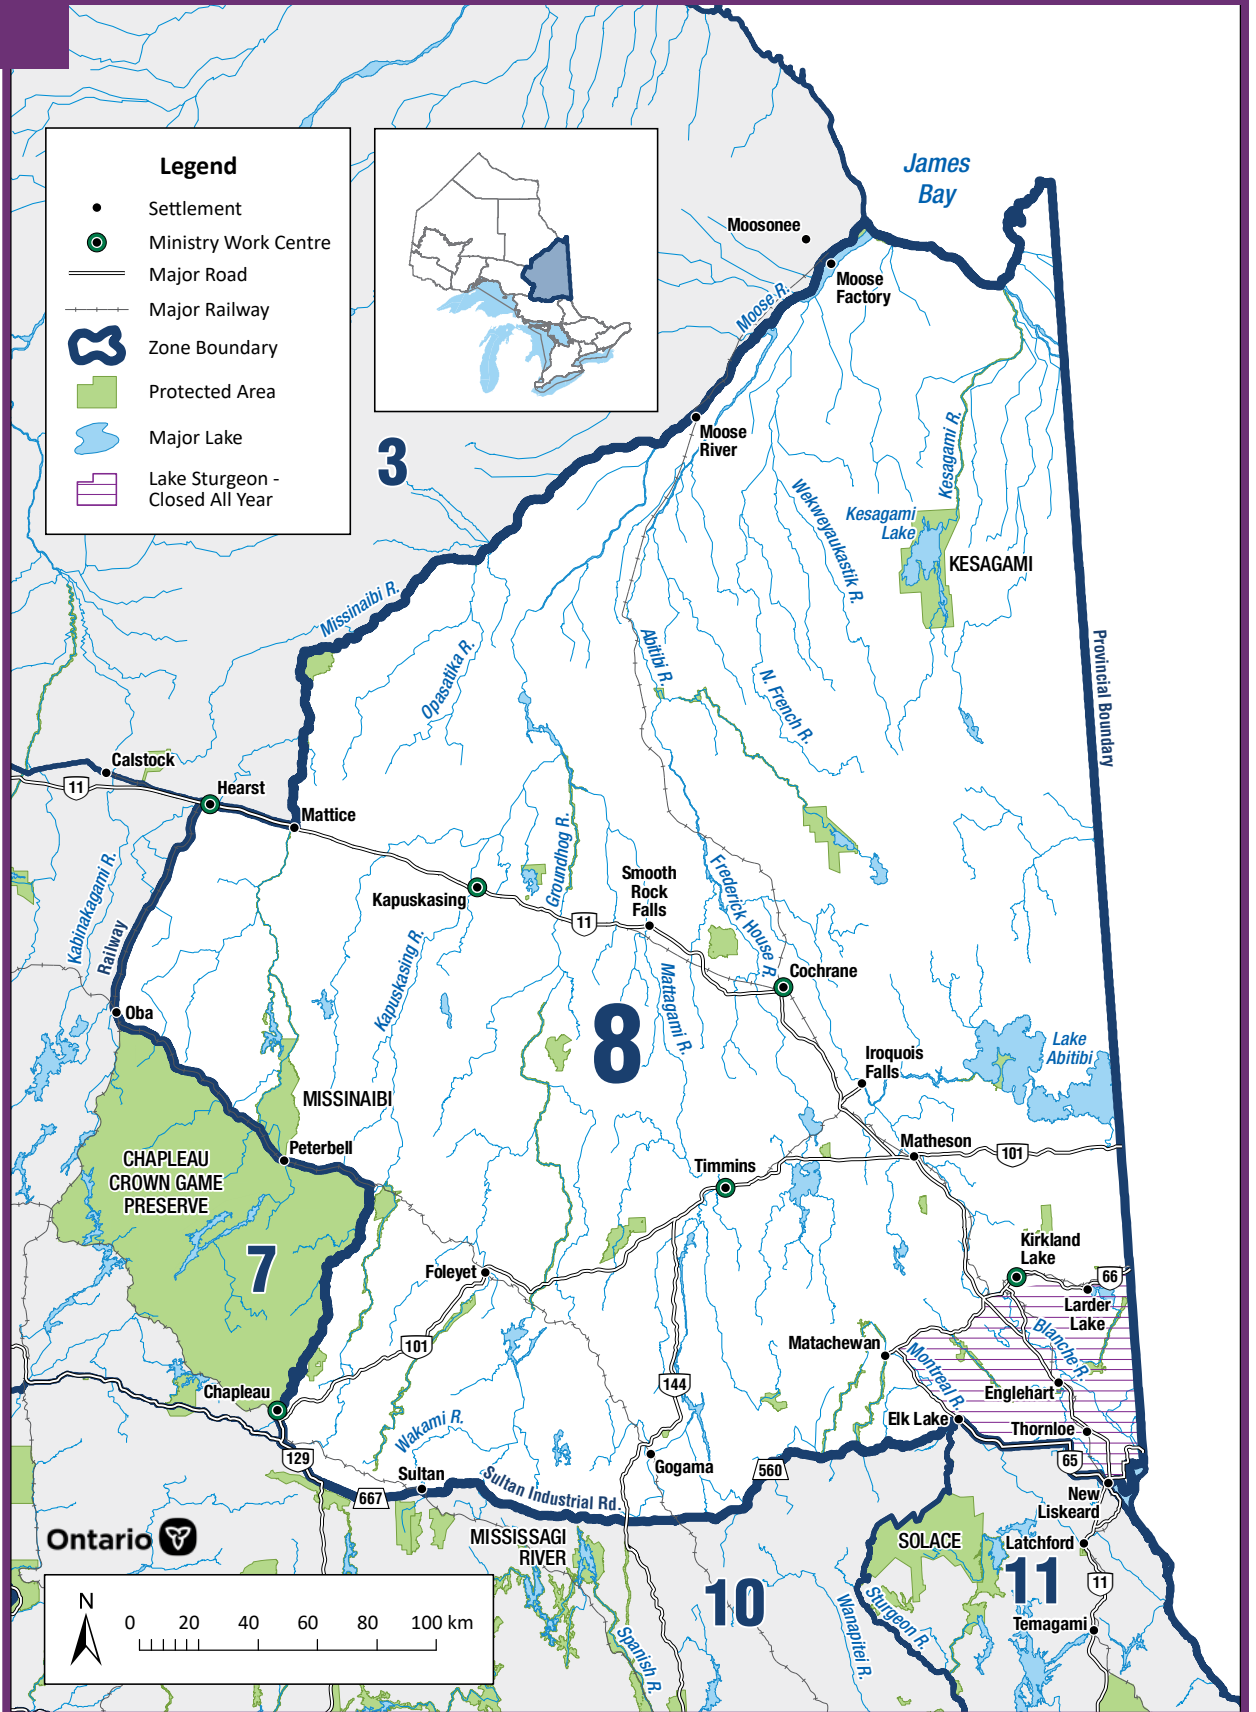 Legend
Settlement
Ministry Work Centre
Major Road
Major Railway
Zone Boundary
Protected Area
Major Lake
Lake Sturgeon -
Closed All Year
James
Bay
Moosonee
Moose
Factory
Moose R.
Moose
River
3
Kesagami R.
Wekweyaukastik R.
Kesagami
Lake
KESAGAMI
Missinaibi R.
Opasatika R.
Abitibi R.
N. French R.
Provincial Boundary
Calstock
11
Hearst
Mattice
Kabinakagami R.
Railway
Kapuskasing
Groundhog R.
11
Smooth
Rock
Falls
Frederick House R.
Kapuskasing R.
Mattagami R.
Cochrane
Oba
8
Iroquois
Falls
Lake
Abitibi
MISSINAIBI
Peterbell
CHAPLEAU
CROWN GAME
PRESERVE
7
Matheson
101
Timmins
Foleyet
Kirkland
Lake
66
Larder
Lake
101
Matachewan
Blanche R.
Montreal R.
144
Englehart
Chapleau
Elk Lake
Thornloe
Wakami R.
129
65
Gogama
560
Sultan
667
Sultan Industrial Rd.
New
Liskeard
Ontario
MISSISSAGI
RIVER
SOLACE
Latchford
11
11
10
Sturgeon R.
Wanapitei R.
Temagami
Spanish R.
N
0 20 40 60 80 100 km